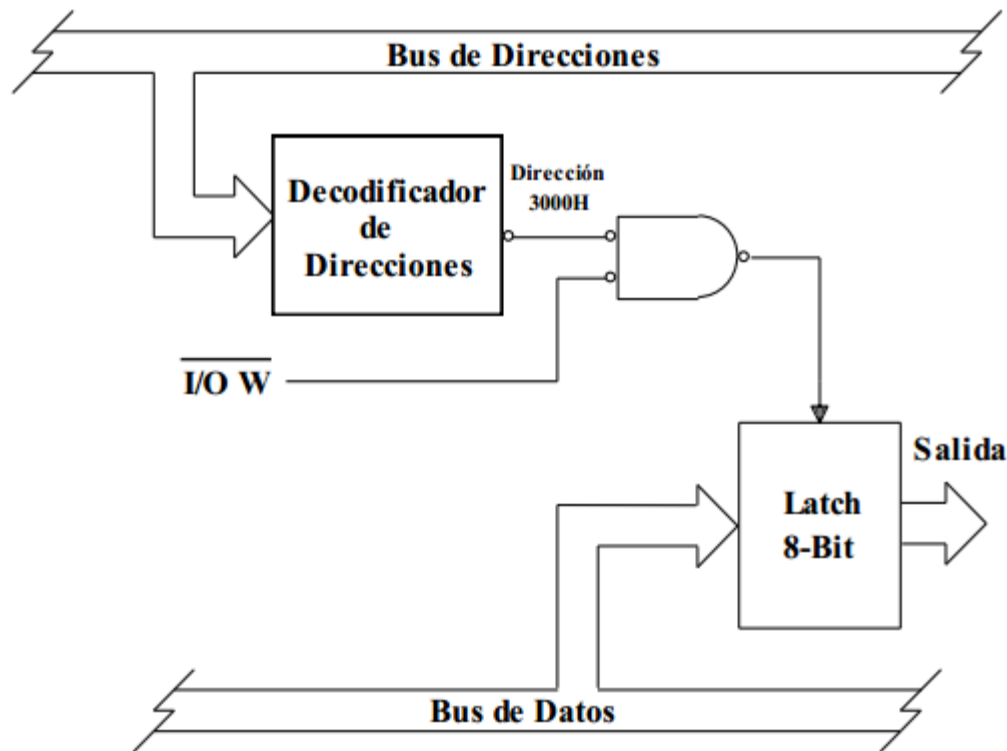 Bus de Direcciones
Decodificador
de
Direcciones
Dirección
3000H
I/O W
Salida
Latch
8-Bit
Bus de Datos